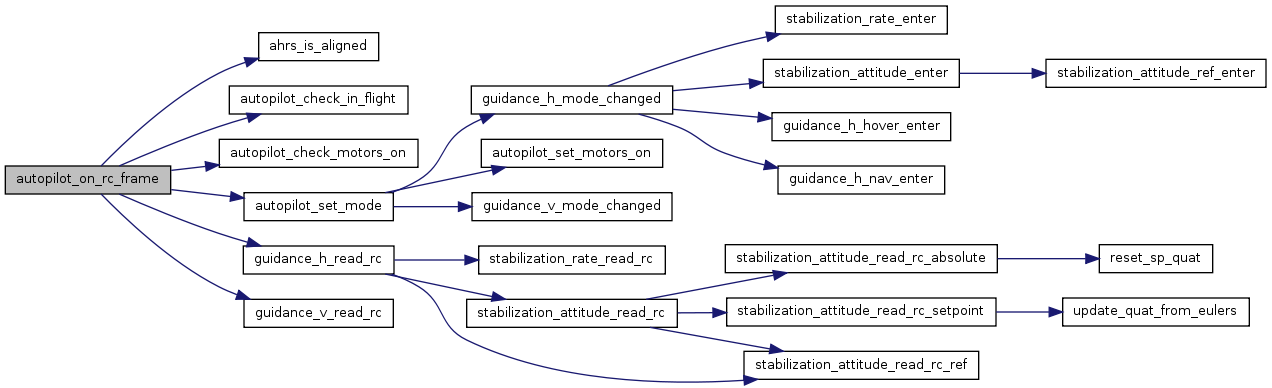 stabilization_rate_enter
ahrs_is_aligned
stabilization_attitude_enter
stabilization_attitude_ref_enter
autopilot_check_in_flight
guidance_h_mode_changed
guidance_h_hover_enter
autopilot_check_motors_on
autopilot_set_motors_on
autopilot_on_rc_frame
guidance_h_nav_enter
autopilot_set_mode
guidance_v_mode_changed
guidance_h_read_rc
stabilization_rate_read_rc
stabilization_attitude_read_rc_absolute
reset_sp_quat
guidance_v_read_rc
stabilization_attitude_read_rc
stabilization_attitude_read_rc_setpoint
update_quat_from_eulers
stabilization_attitude_read_rc_ref